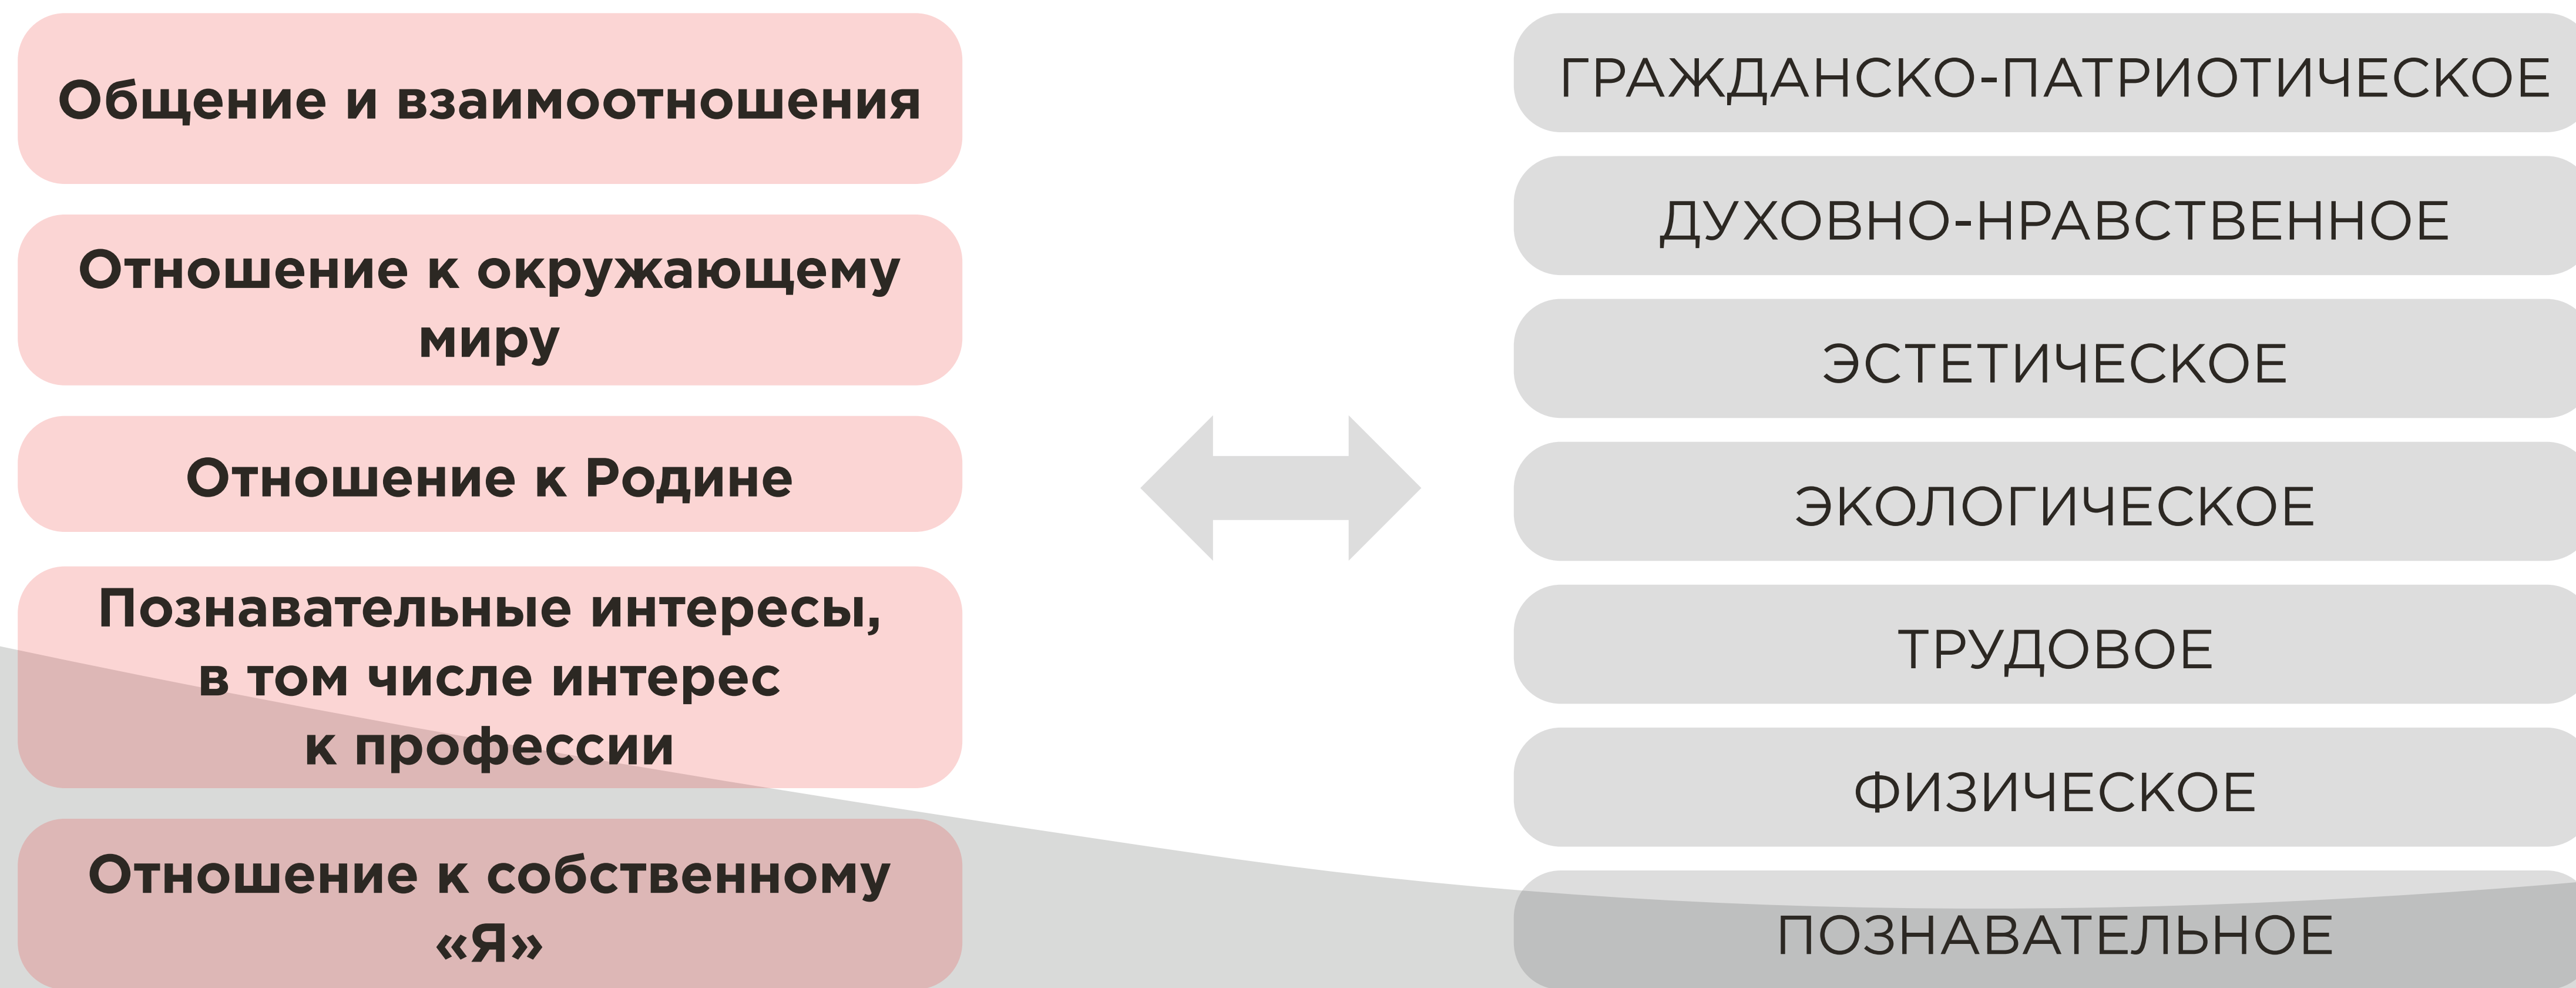 Общение и взаимоотношения
Отношение к окружающему
миру
Отношение к Родине
Познавательные интересы,
в том числе интерес
к профессии
Отношение к собственному
«Я»
ГРАЖДАНСКО-ПАТРИОТИЧЕСКОЕ
ДУХОВНО-НРАВСТВЕННОЕ
ЭСТЕТИЧЕСКОЕ
ЭКОЛОГИЧЕСКОЕ
ТРУДОВОЕ
ФИЗИЧЕСКОЕ
ПОЗНАВАТЕЛЬНОЕ